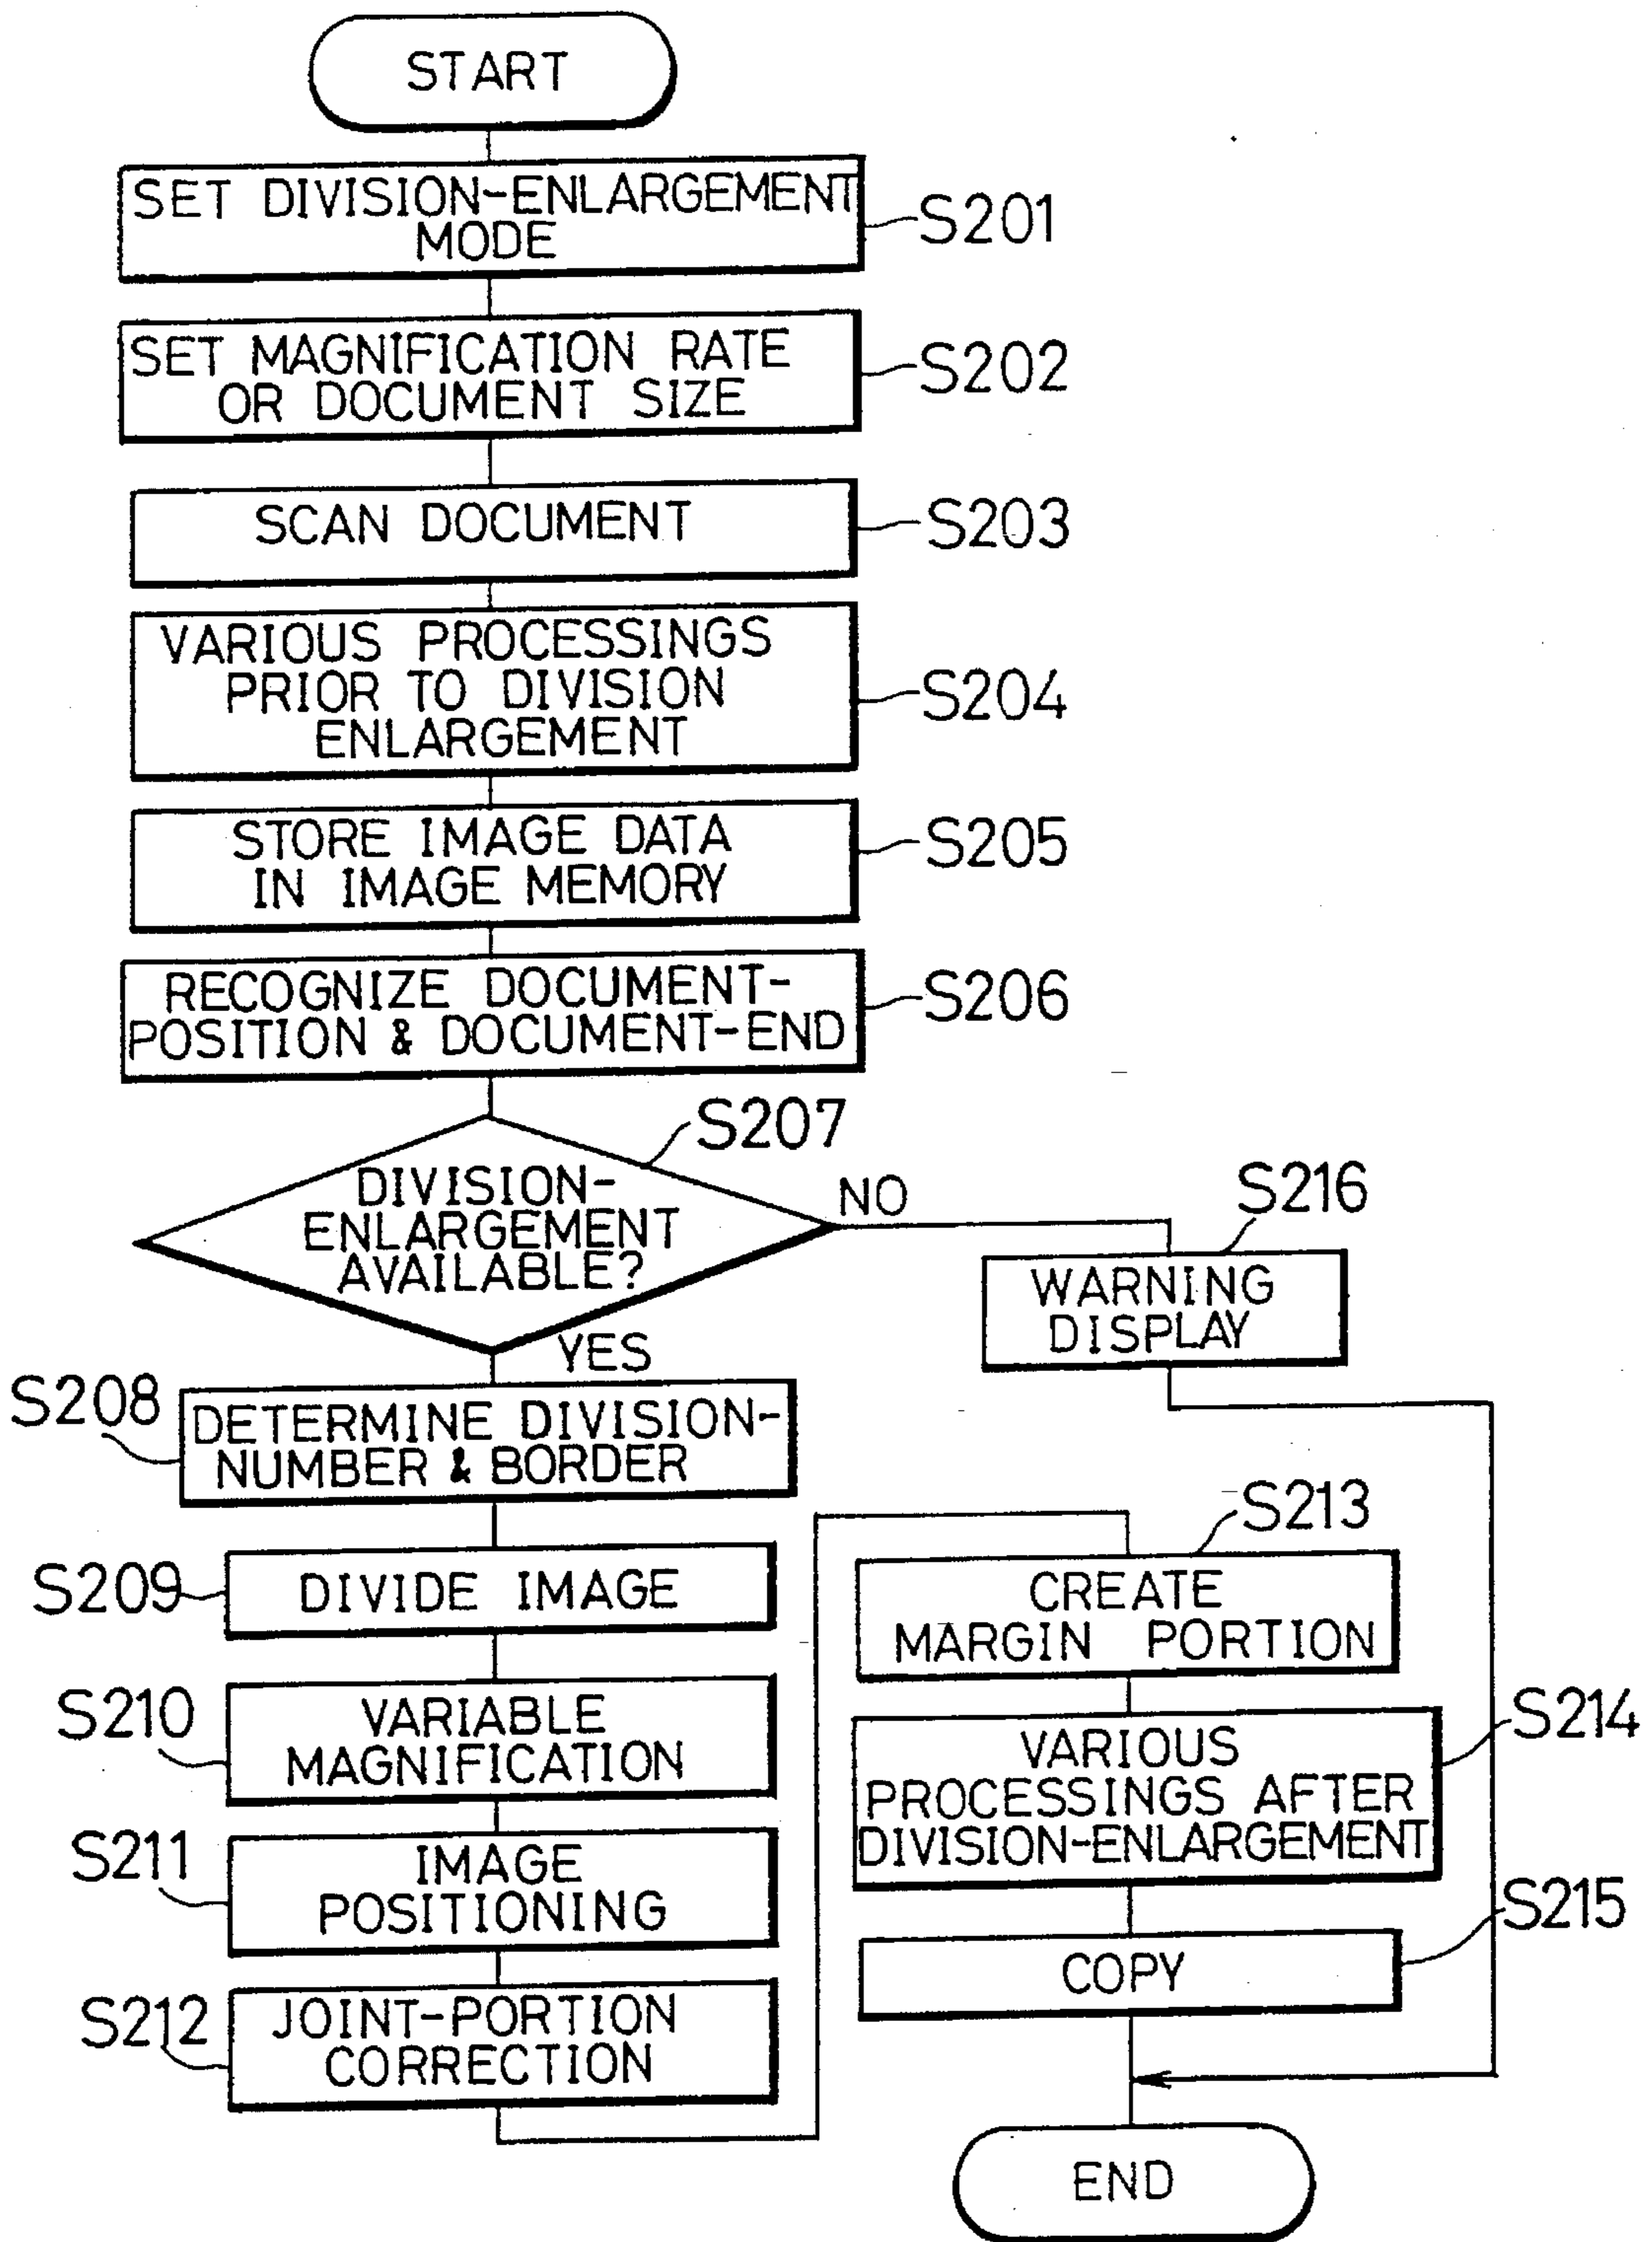 START
SET DIVISION-ENLARGEMENT
MODE
S201
SET MAGNIFICATION RATE
OR DOCUMENT SIZE
S202
SCAN DOCUMENT
S203
VARIOUS PROCESSINGS
PRIOR TO DIVISION
ENLARGEMENT
S204
STORE IMAGE DATA
IN IMAGE MEMORY
S205
RECOGNIZE DOCUMENT-
POSITION & DOCUMENT-END
S206
S207
DIVISION-
ENLARGEMENT
AVAILABLE?
NO
YES
S216
WARNING
DISPLAY
S208
DETERMINE DIVISION-
NUMBER & BORDER
S209
DIVIDE IMAGE
S210
VARIABLE
MAGNIFICATION
S211
IMAGE
POSITIONING
S212
JOINT-PORTION
CORRECTION
S213
CREATE
MARGIN PORTION
S214
VARIOUS
PROCESSINGS AFTER
DIVISION-ENLARGEMENT
S215
COPY
END